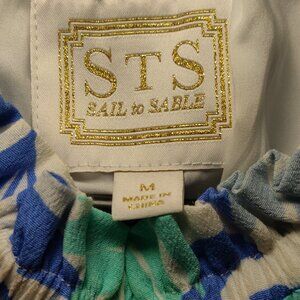 STS
SAIL to SABLE
M
MADE IN
CHINA